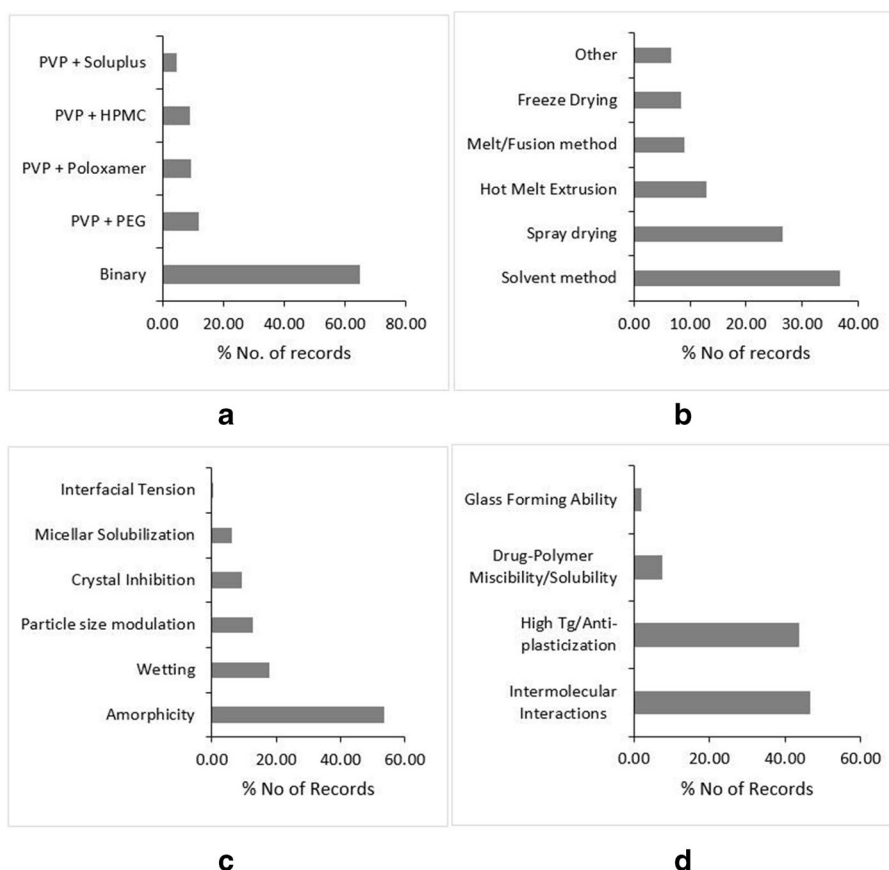 PVP + Soluplus
PVP + HPMC
PVP + Poloxamer
PVP + PEG
Binary
0.00 20.00 40.00 60.00 80.00
% No. of records
a
Other
Freeze Drying
Melt/Fusion method
Hot Melt Extrusion
Spray drying
Solvent method
0.00 10.00 20.00 30.00 40.00
% No of records
b
Interfacial Tension
Micellar Solubilization
Crystal Inhibition
Particle size modulation
Wetting
Amorphicity
0.00 20.00 40.00 60.00
% No of Records
c
Glass Forming Ability
Drug-Polymer
Miscibility/Solubility
High Tg/Anti-
plasticization
Intermolecular
Interactions
0.00 20.00 40.00 60.00
% No of Records
d